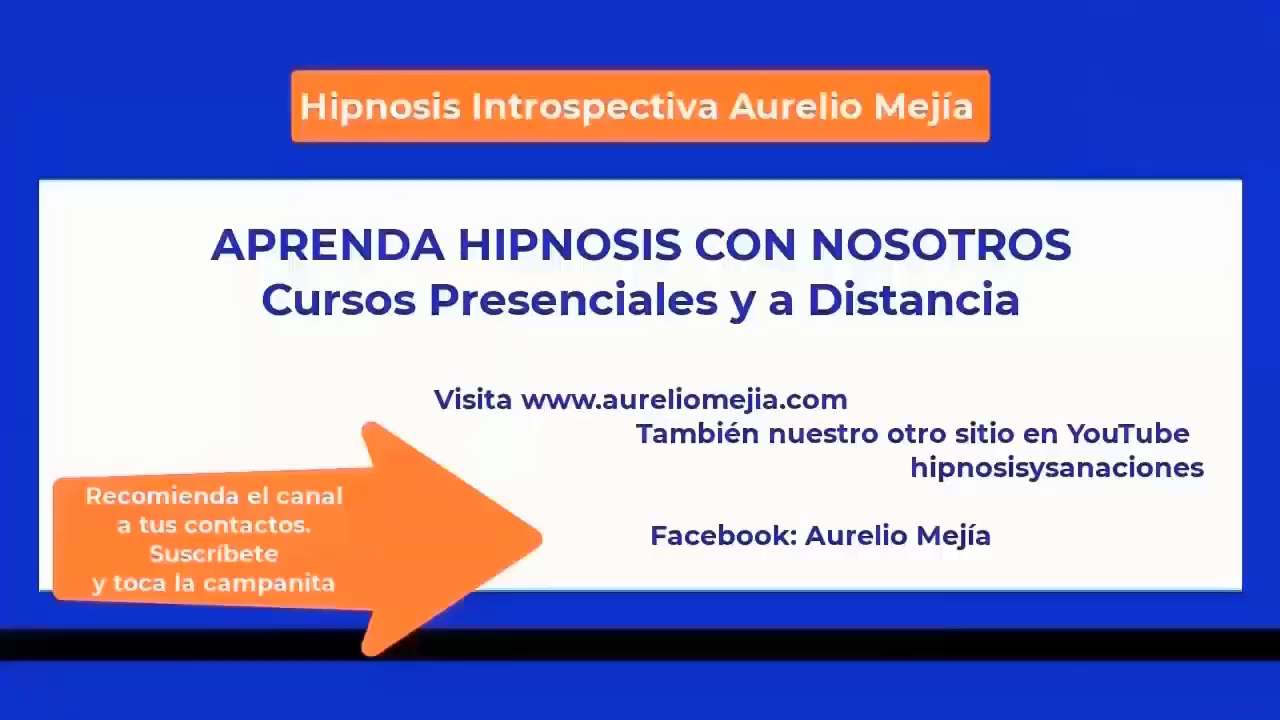 Hipnosis Introspectiva Aurelio Mejía
APRENDA HIPNOSIS CON NOSOTROS
Cursos Presenciales y a Distancia
Visita www.aureliomejia.com
También nuestro otro sitio en YouTube
hipnosisysanaciones
Facebook: Aurelio Mejía
Recomienda el canal
a tus contactos.
Suscríbete
y toca la campanita